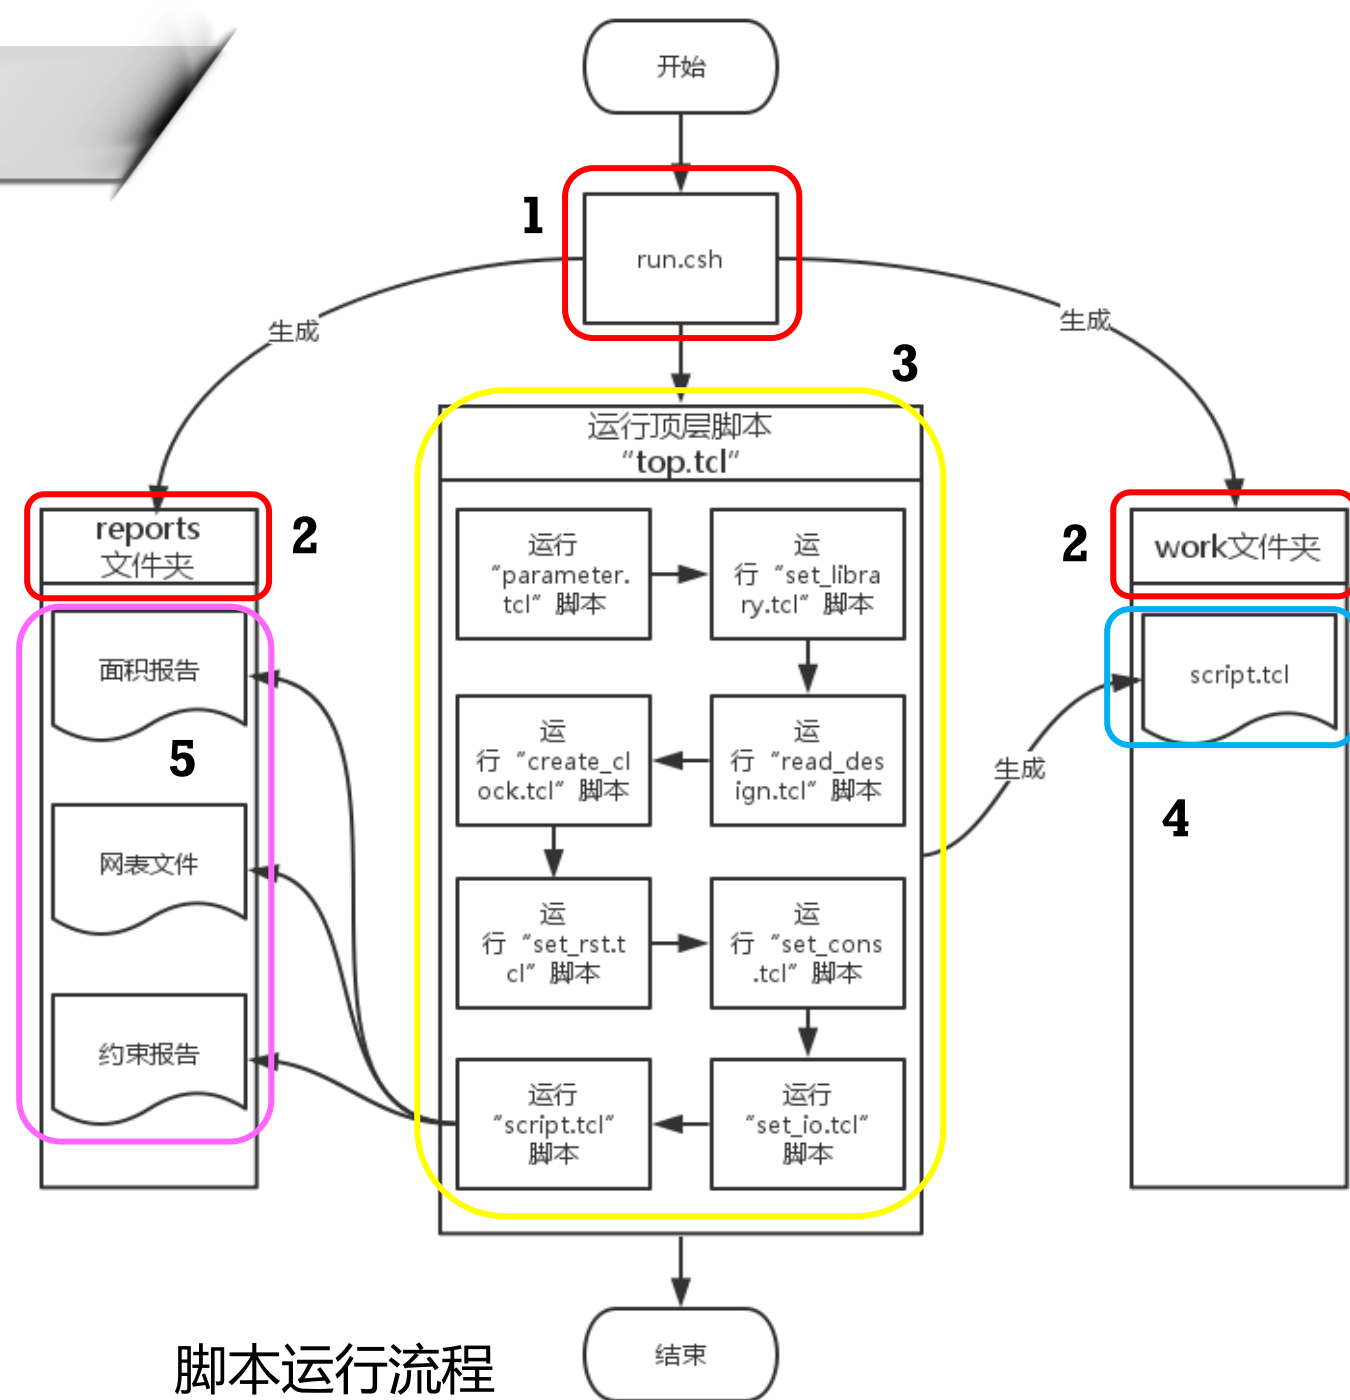 开始
1
run.csh
生成
生成
3
运行顶层脚本
“top.tcl”
reports
文件夹
2
2
work文件夹
运行
“parameter.
tcl”脚本
运
行“set_libra
ry.tcl”脚本
面积报告
script.tcl
5
运
行“create_cl
ock.tcl”脚本
运
行“read_des
ign.tcl”脚本
生成
4
网表文件
运
行“set_rst.t
cl”脚本
运
行“set_cons
.tcl”脚本
约束报告
运行
“script.tcl”
脚本
运行
“set_io.tcl”
脚本
结束
脚本运行流程